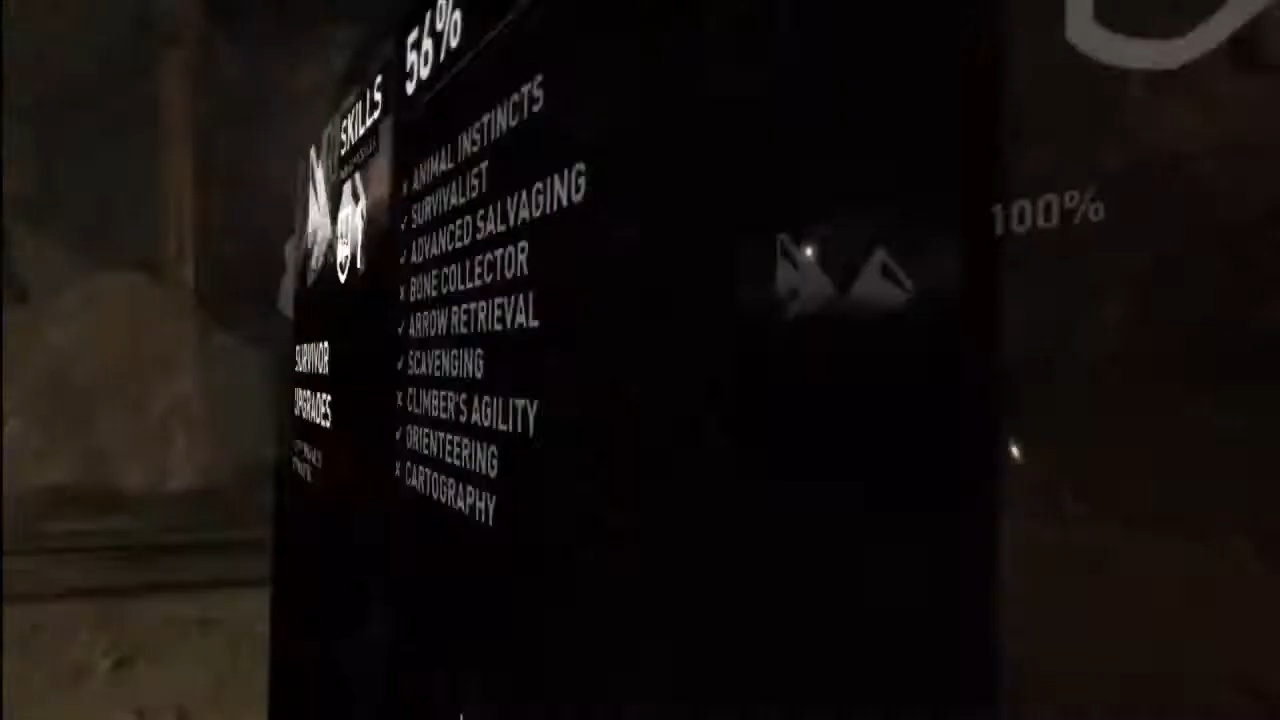 56%
SKILLS
× ANIMAL INSTINCTS
✓ SURVIVALIST
✓ ADVANCED SALVAGING
× BONE COLLECTOR
✓ ARROW RETRIEVAL
✓ SCAVENGING
× CLIMBER'S AGILITY
✓ ORIENTEERING
× CARTOGRAPHY
SURVIVOR
UPGRADES
100%